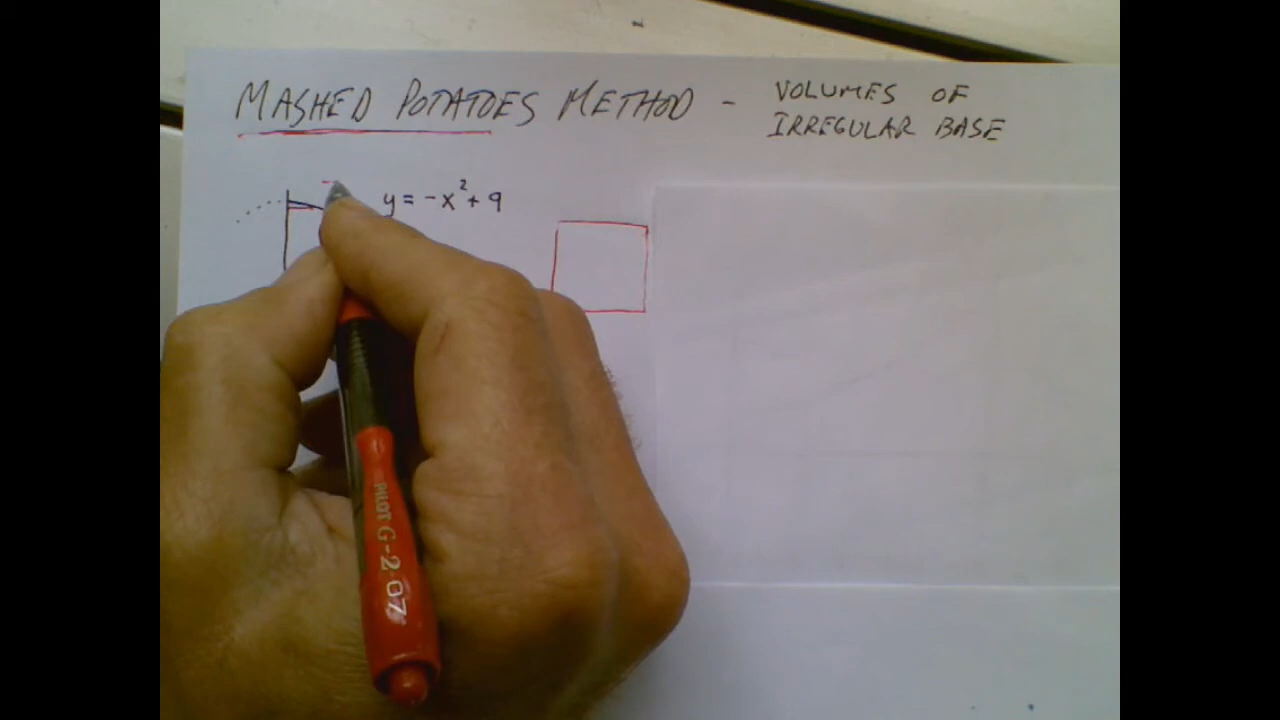 MASHED POTATOES METHOD - VOLUMES OF
IRREGULAR BASE
y = -x² + 9
PILOT G-2 07